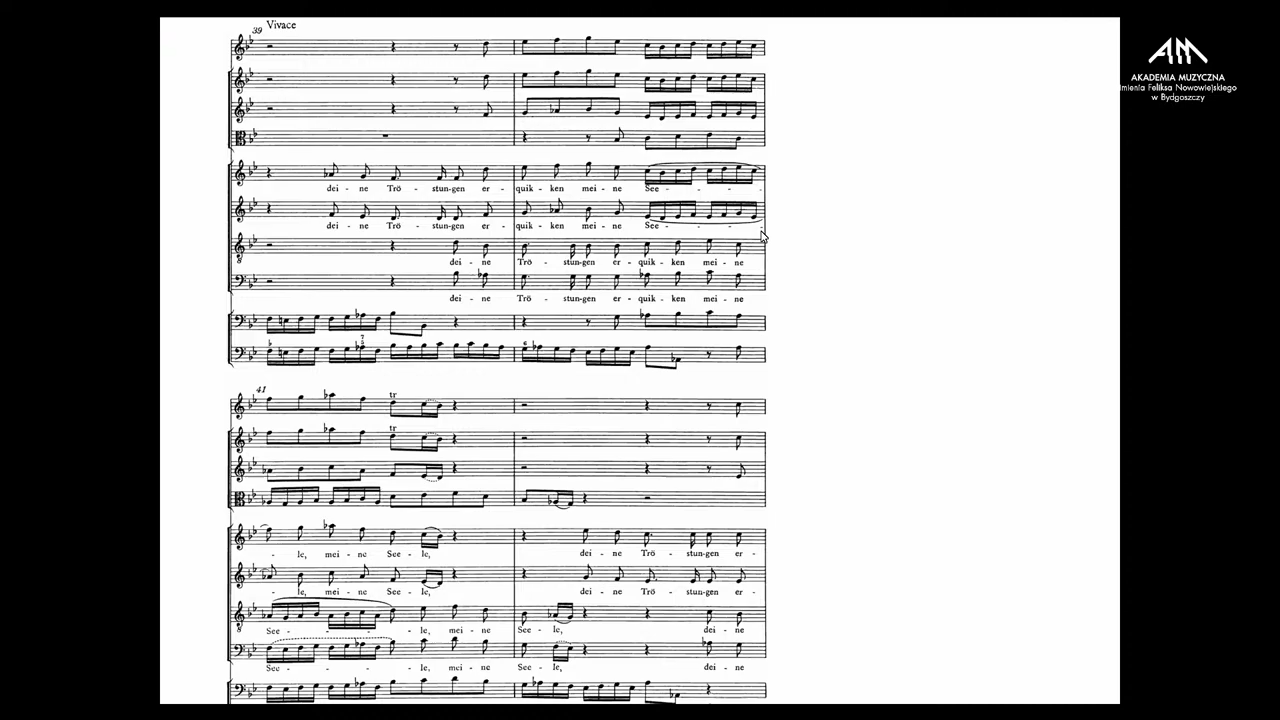 39 Vivace
AKADEMIA MUZYCZNA
imienia Feliksa Nowowiejskiego
w Bydgoszczy
dei - ne Trö - stun-gen er - quik - ken mei - ne See - - -
dei - ne Trö - stun-gen er - quik - ken mei - ne See - - -
dei - ne Trö - stun-gen er - quik - ken mei - ne
dei - ne Trö - stun-gen er - quik - ken mei - ne
7
5
6
41
tr
tr
- le, mei - ne See - le, dei - ne Trö - stun-gen er -
- le, mei - ne See - le, dei - ne Trö - stun-gen er -
See - - - - le, mei - ne See - le, dei - ne
See - - - - le, mei - ne See - le, dei - ne